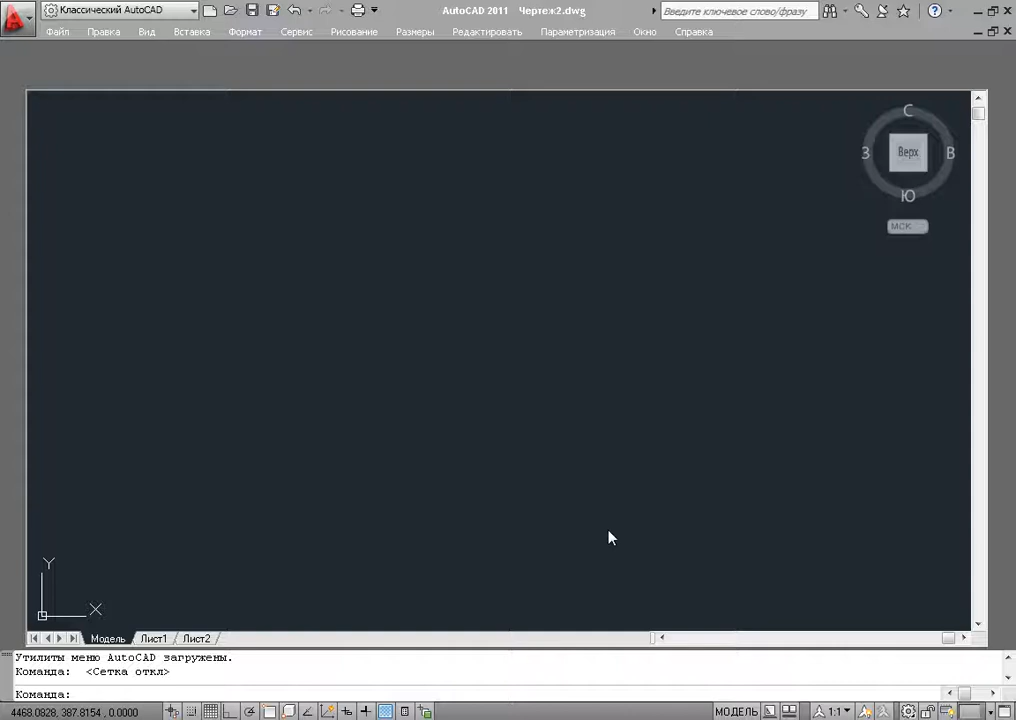 Классический AutoCAD
AutoCAD 2011 Чертеж2.dwg
Введите ключевое слово/фразу
Файл Правка Вид Вставка Формат Сервис Рисование Размеры Редактировать Параметризация Окно Справка
С
З Верх В
Ю
МСК
Y
X
Модель Лист1 Лист2
Утилиты меню AutoCAD загружены.
Команда: <Сетка откл>
Команда:
4468.0828, 387.8154 , 0.0000 МОДЕЛЬ 1:1